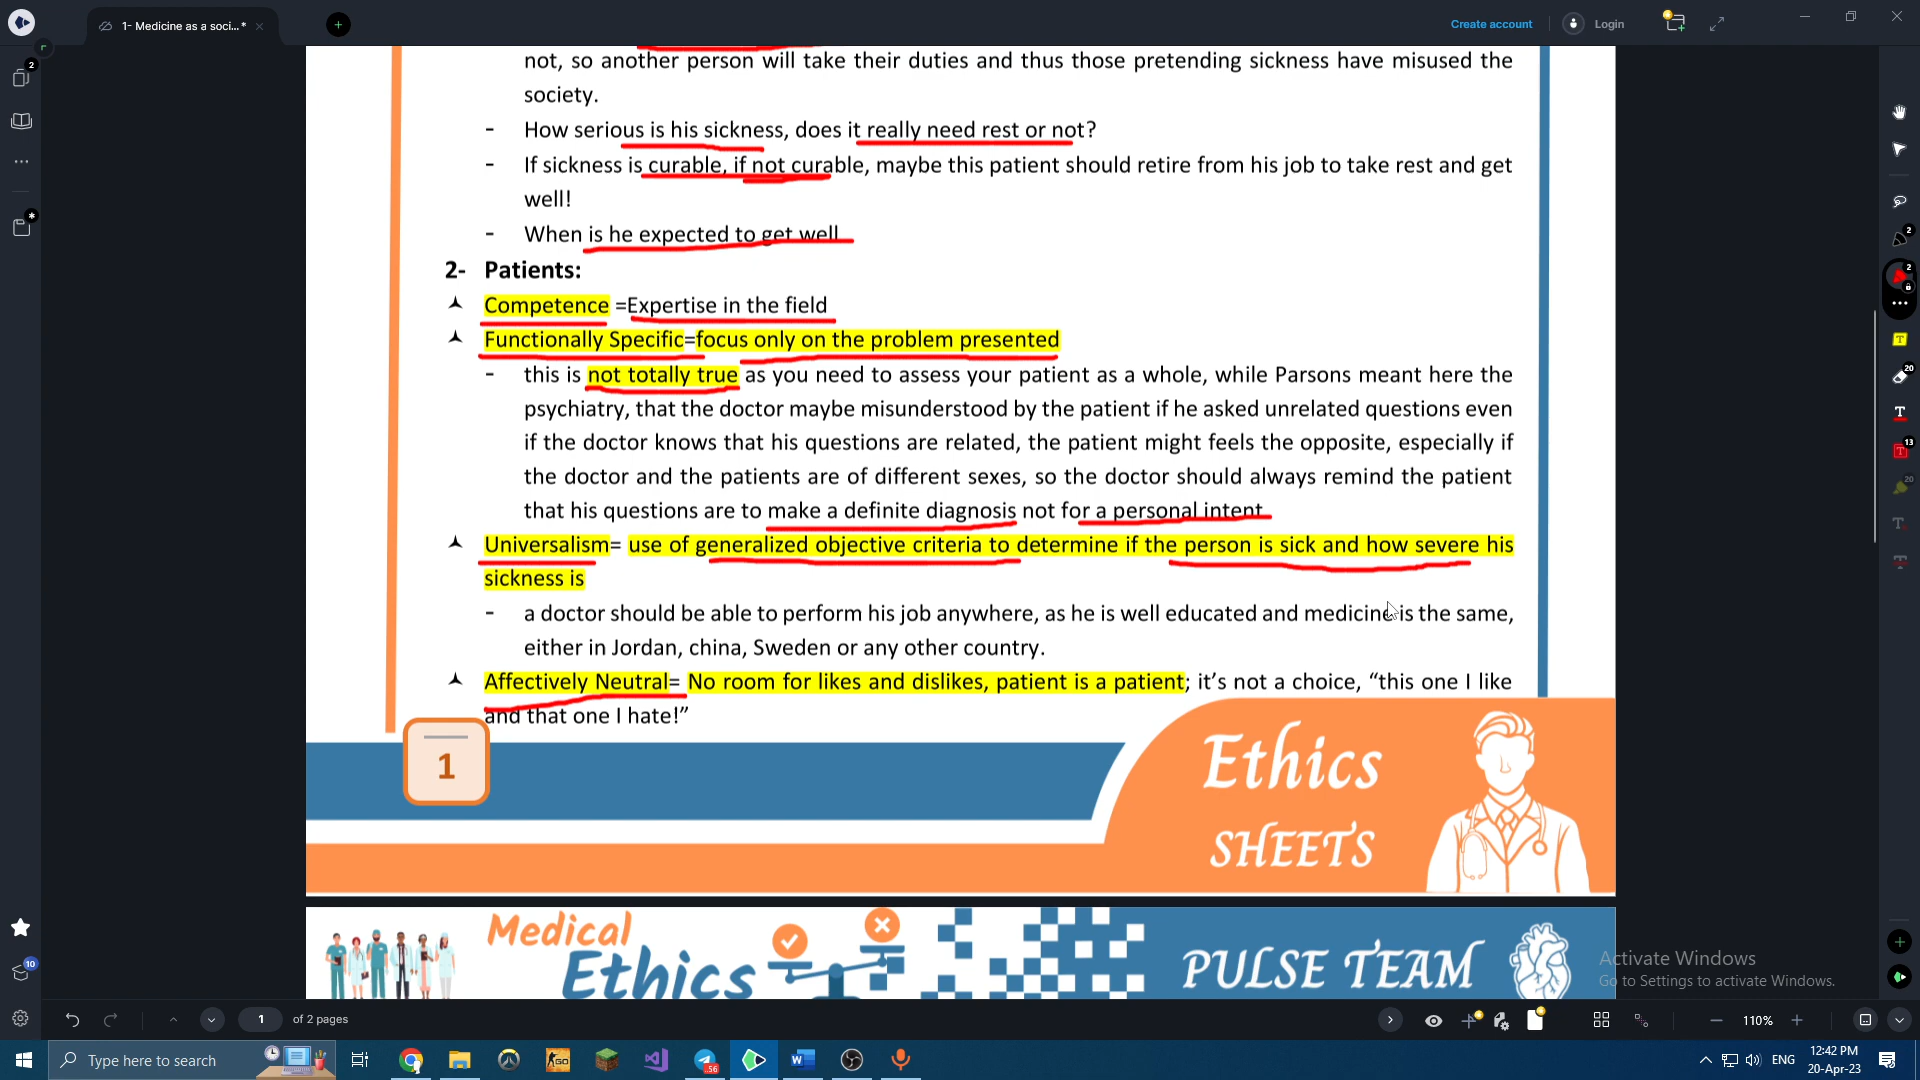 1- Medicine as a soci...*
Create account
Login
not, so another person will take their duties and thus those pretending sickness have misused the
society.
- How serious is his sickness, does it really need rest or not?
- If sickness is curable, if not curable, maybe this patient should retire from his job to take rest and get
well!
- When is he expected to get well
2- Patients:
Competence =Expertise in the field
Functionally Specific=focus only on the problem presented
- this is not totally true as you need to assess your patient as a whole, while Parsons meant here the
psychiatry, that the doctor maybe misunderstood by the patient if he asked unrelated questions even
if the doctor knows that his questions are related, the patient might feels the opposite, especially if
the doctor and the patients are of different sexes, so the doctor should always remind the patient
that his questions are to make a definite diagnosis not for a personal intent
Universalism= use of generalized objective criteria to determine if the person is sick and how severe his
sickness is
- a doctor should be able to perform his job anywhere, as he is well educated and medicine is the same,
either in Jordan, china, Sweden or any other country.
Affectively Neutral= No room for likes and dislikes, patient is a patient; it's not a choice, “this one I like
and that one I hate!”
1
Ethics
SHEETS
Medical
Ethics
PULSE TEAM
Activate Windows
Go to Settings to activate Windows.
1 of 2 pages
110%
Type here to search
ENG
12:42 PM
20-Apr-23
2
10
2
2
20
13
20
GO
56